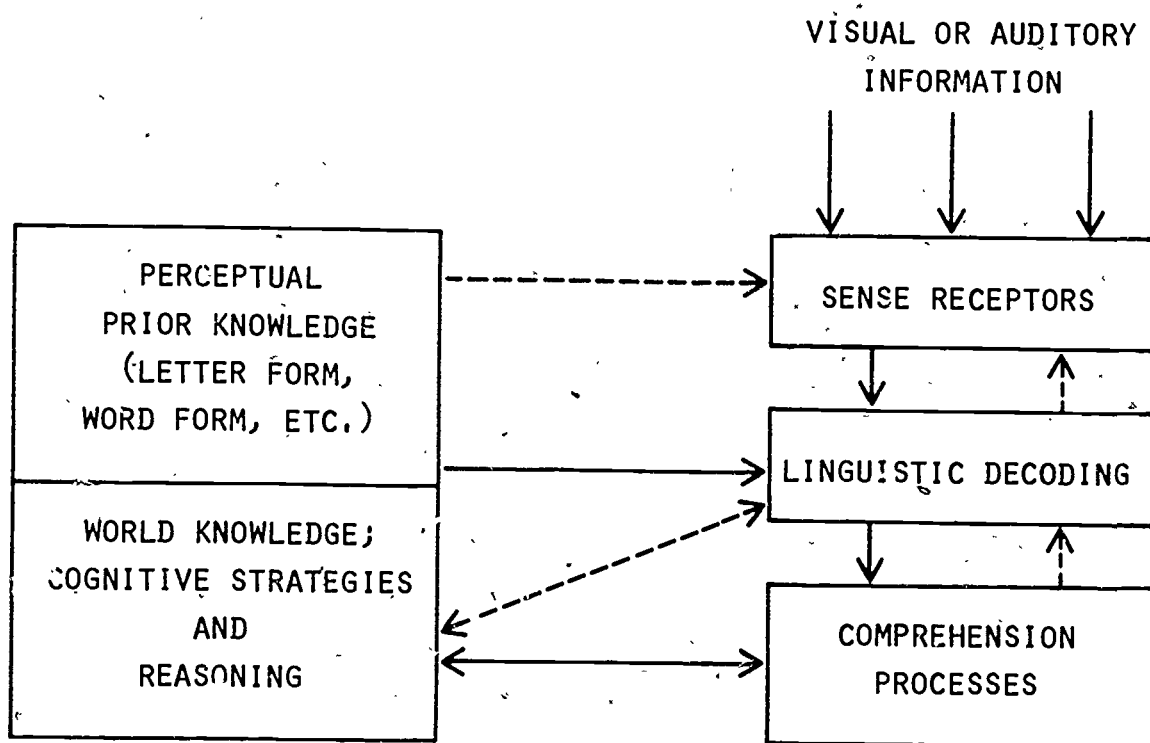 VISUAL OR AUDITORY
INFORMATION
PERCEPTUAL
PRIOR KNOWLEDGE
(LETTER FORM,
WORD FORM, ETC.)
WORLD KNOWLEDGE;
COGNITIVE STRATEGIES
AND
REASONING
SENSE RECEPTORS
LINGUISTIC DECODING
COMPREHENSION
PROCESSES